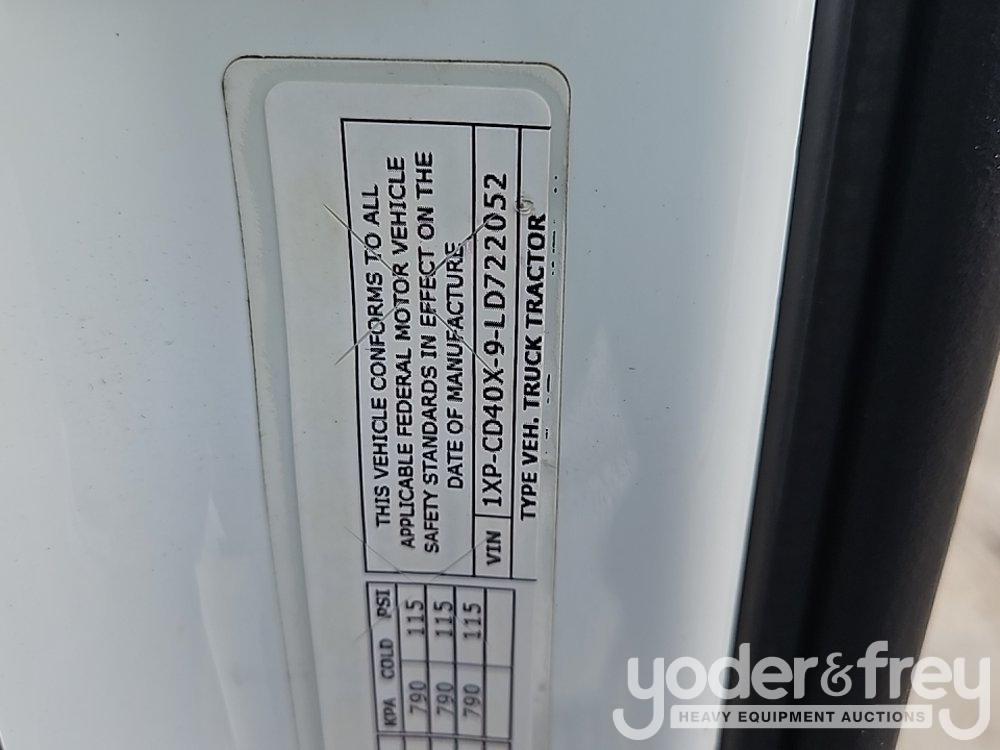 THIS VEHICLE CONFORMS TO ALL
APPLICABLE FEDERAL MOTOR VEHICLE
SAFETY STANDARDS IN EFFECT ON THE
DATE OF MANUFACTURE
VIN 1XP-CD40X-9-LD722052
TYPE VEH. TRUCK TRACTOR
KPA COLD PSI
790 115
790 115
790 115
yoder&frey
HEAVY EQUIPMENT AUCTIONS